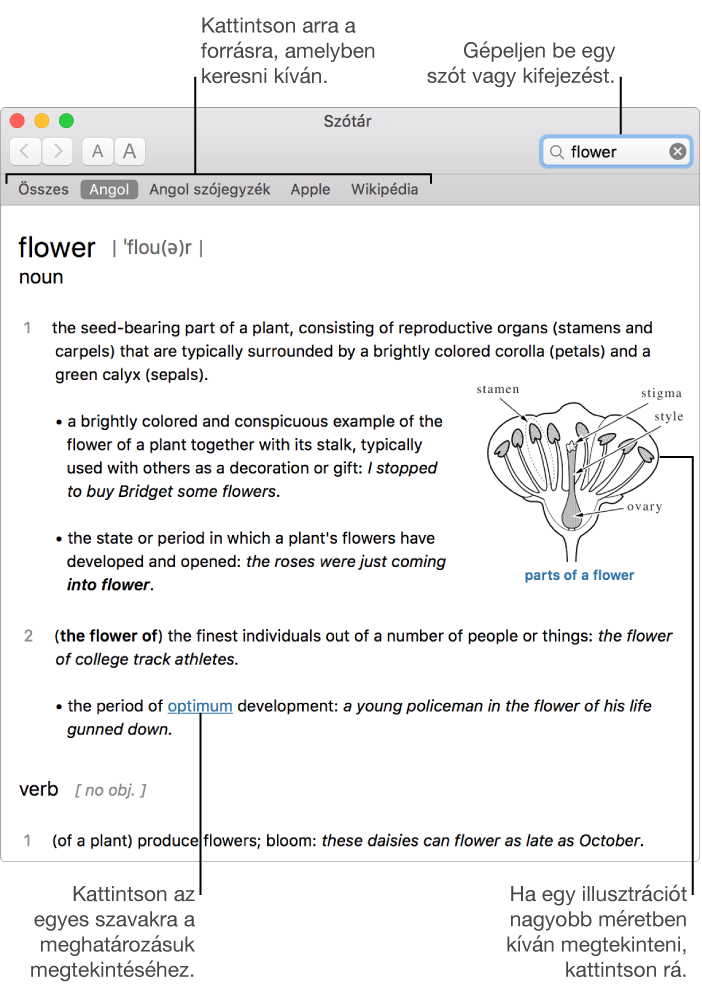 Kattintson arra a
forrásra, amelyben
keresni kíván.
Gépeljen be egy
szót vagy kifejezést.
Szótár
A A
flower
Összes Angol Angol szójegyzék Apple Wikipédia
flower | ˈflou(ə)r |
noun
1 the seed-bearing part of a plant, consisting of reproductive organs (stamens and
carpels) that are typically surrounded by a brightly colored corolla (petals) and a
green calyx (sepals).
• a brightly colored and conspicuous example of the
flower of a plant together with its stalk, typically
used with others as a decoration or gift: I stopped
to buy Bridget some flowers.
• the state or period in which a plant's flowers have
developed and opened: the roses were just coming
into flower.
stamen
stigma
style
ovary
parts of a flower
2 (the flower of) the finest individuals out of a number of people or things: the flower
of college track athletes.
• the period of optimum development: a young policeman in the flower of his life
gunned down.
verb [ no obj. ]
1 (of a plant) produce flowers; bloom: these daisies can flower as late as October.
Kattintson az
egyes szavakra a
meghatározásuk
megtekintéséhez.
Ha egy illusztrációt
nagyobb méretben
kíván megtekinteni,
kattintson rá.